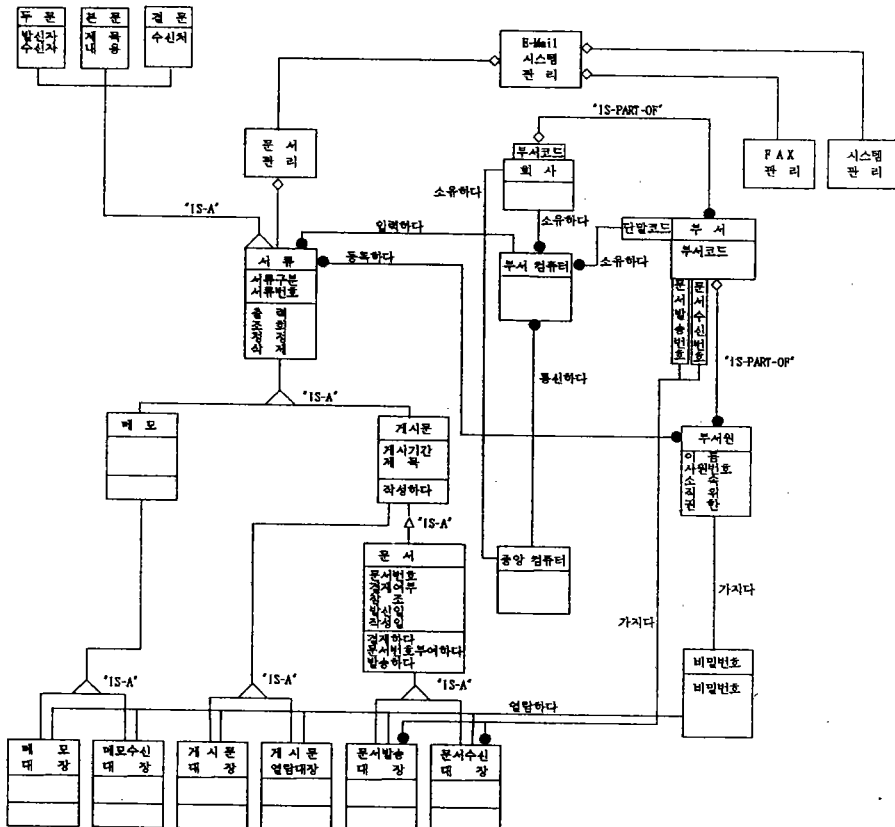 두 문
발신자
수신자
본 문
제 목
내 용
결 문
수신처
E-Mail
시스템
관 리
"IS-PART-OF"
문 서
관 리
부서코드
회 사
FAX
관 리
시스템
관 리
"IS-A"
소유하다
소유하다
입력하다
등록하다
단말코드
부 서
부서코드
서 류
서류구분
서류번호
출 력
조 회
정 정
삭 제
부서 컴퓨터
소유하다
문서발송번호
문서수신번호
"IS-PART-OF"
통신하다
"IS-A"
메 모
게시문
게시기간
제 목
작성하다
부서원
이 름
사원번호
소 속
직 위
권 한
"IS-A"
문 서
문서번호
결제여부
참 조
발신일
작성일
결제하다
문서번호부여하다
발송하다
중앙 컴퓨터
가지다
가지다
비밀번호
비밀번호
"IS-A"
"IS-A"
"IS-A"
열람하다
메 모
대 장
메모수신
대 장
게 시 문
대 장
게 시 문
열람대장
문서발송
대 장
문서수신
대 장